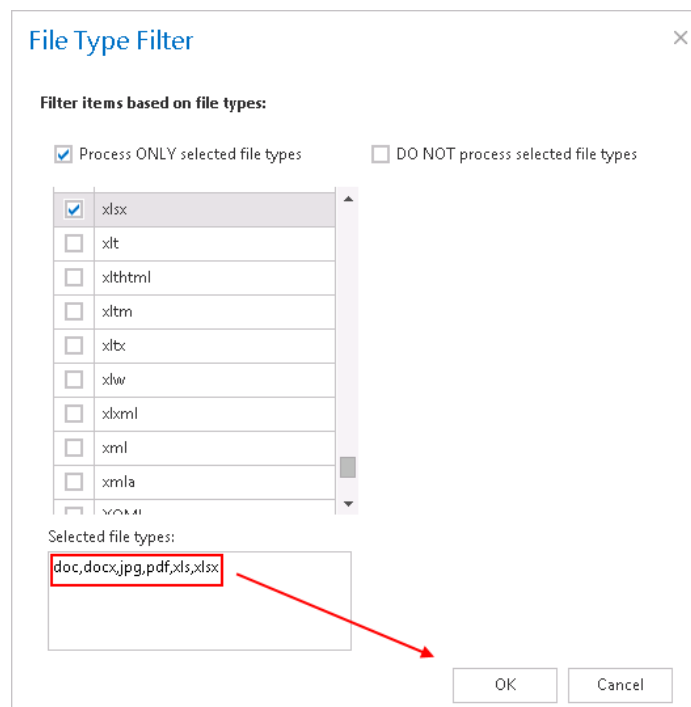 File Type Filter
Filter items based on file types:
Process ONLY selected file types
DO NOT process selected file types
xlsx
xlt
xlthtml
xltm
xltx
xlw
xlxml
xml
xmla
Selected file types:
doc,docx,jpg,pdf,xls,xlsx
OK
Cancel